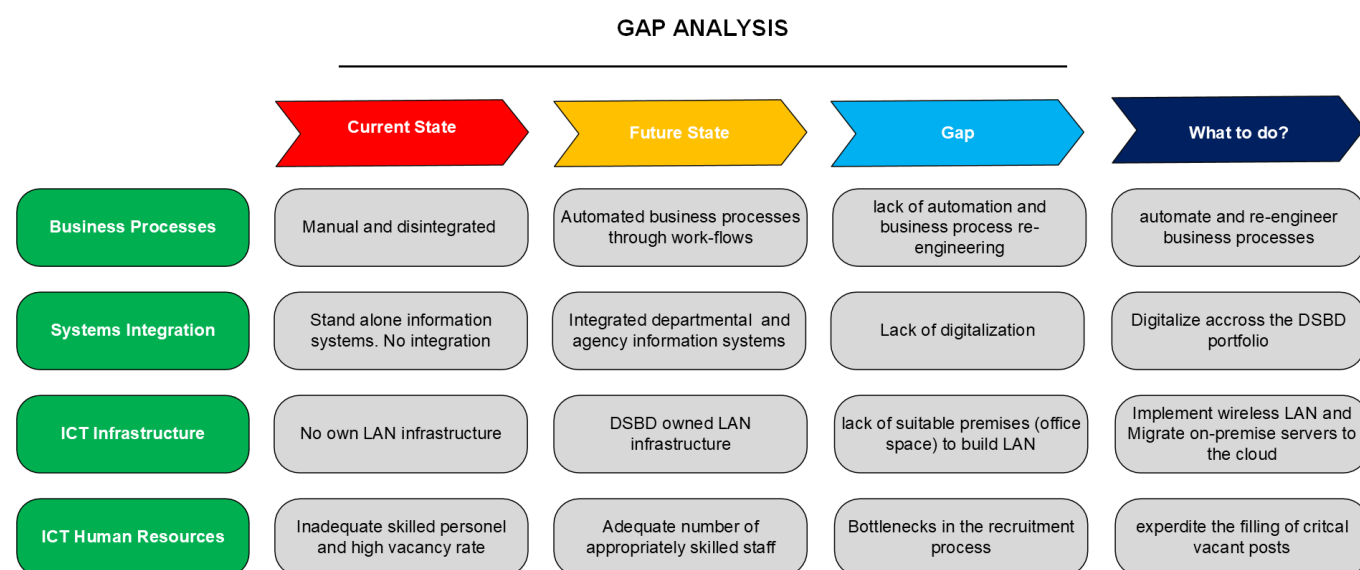 GAP ANALYSIS
Current State
Future State
Gap
What to do?
Business Processes
Manual and disintegrated
Automated business processes
through work-flows
lack of automation and
business process re-
engineering
automate and re-engineer
business processes
Systems Integration
Stand alone information
systems. No integration
Integrated departmental and
agency information systems
Lack of digitalization
Digitalize accross the DSBD
portfolio
ICT Infrastructure
No own LAN infrastructure
DSBD owned LAN
infrastructure
lack of suitable premises (office
space) to build LAN
Implement wireless LAN and
Migrate on-premise servers to
the cloud
ICT Human Resources
Inadequate skilled personel
and high vacancy rate
Adequate number of
appropriately skilled staff
Bottlenecks in the recruitment
process
experdite the filling of critcal
vacant posts